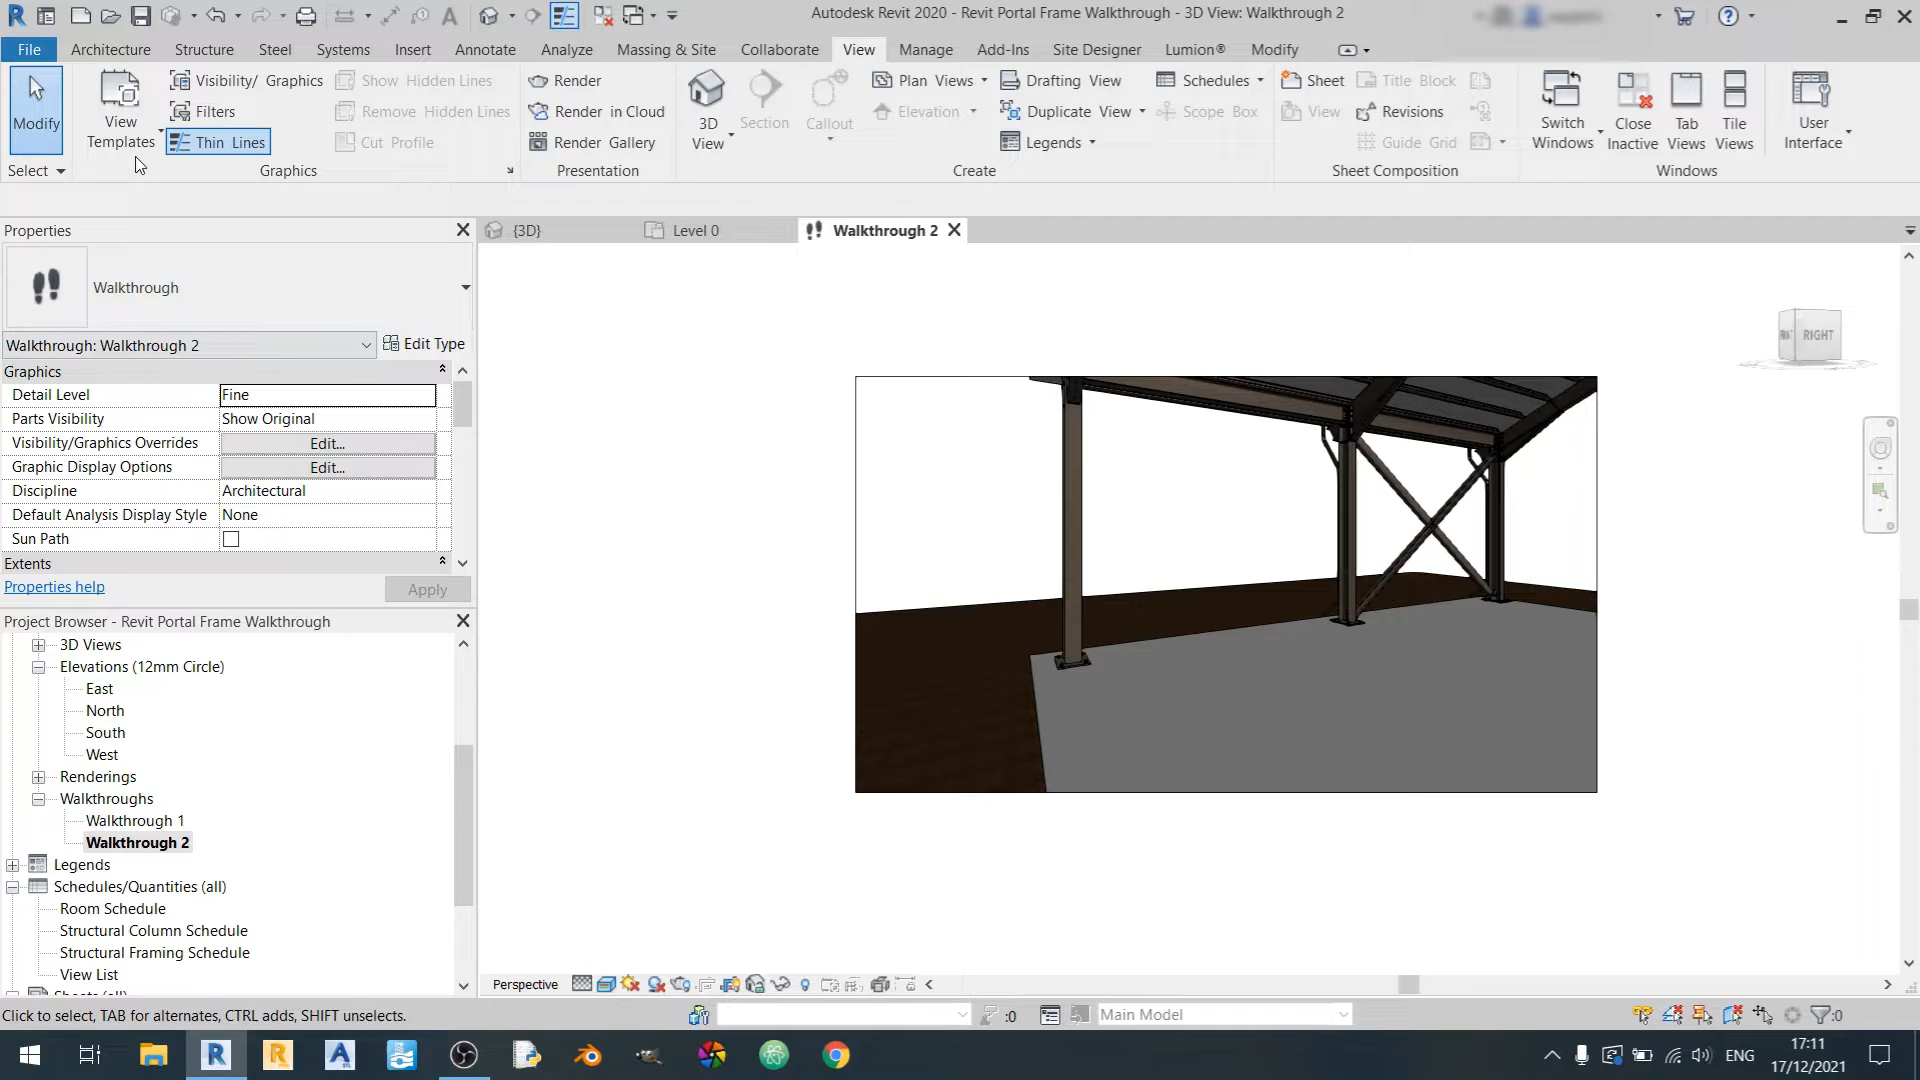 Autodesk Revit 2020 - Revit Portal Frame Walkthrough - 3D View: Walkthrough 2
File Architecture Structure Steel Systems Insert Annotate Analyze Massing & Site Collaborate View Manage Add-Ins Site Designer Lumion® Modify
Modify
View Templates
Visibility/ Graphics
Filters
Thin Lines
Show Hidden Lines
Remove Hidden Lines
Cut Profile
Render
Render in Cloud
Render Gallery
3D View
Section
Callout
Plan Views
Elevation
Drafting View
Duplicate View
Legends
Schedules
Scope Box
Sheet
View
Title Block
Revisions
Guide Grid
Switch Windows
Close Inactive
Tab Views
Tile Views
User Interface
Select Graphics Presentation Create Sheet Composition Windows
Properties
{3D} Level 0 Walkthrough 2
Walkthrough
Walkthrough: Walkthrough 2 Edit Type
Graphics
Detail Level Fine
Parts Visibility Show Original
Visibility/Graphics Overrides Edit...
Graphic Display Options Edit...
Discipline Architectural
Default Analysis Display Style None
Sun Path
Extents
Properties help Apply
RIGHT
Project Browser - Revit Portal Frame Walkthrough
3D Views
Elevations (12mm Circle)
East
North
South
West
Renderings
Walkthroughs
Walkthrough 1
Walkthrough 2
Legends
Schedules/Quantities (all)
Room Schedule
Structural Column Schedule
Structural Framing Schedule
View List
Sheets (all)
Perspective
Click to select, TAB for alternates, CTRL adds, SHIFT unselects.
:0
Main Model
:0
ENG
17:11
17/12/2021